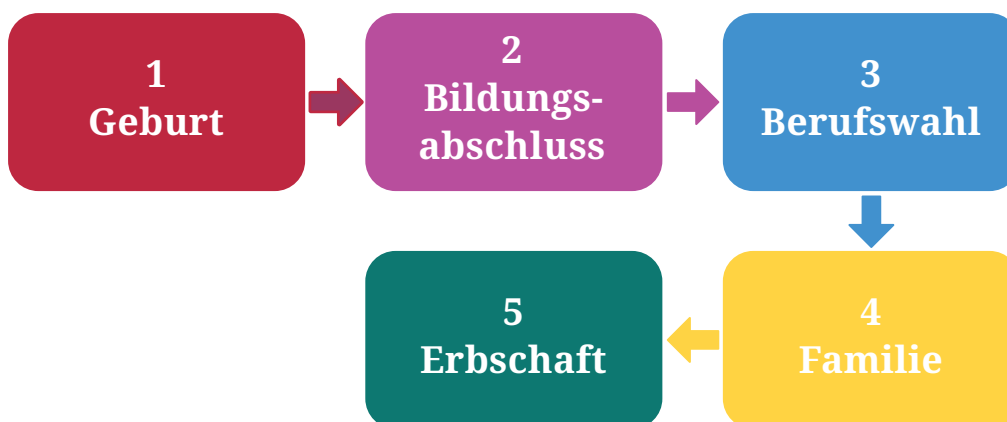 1
Geburt
2
Bildungs-
abschluss
3
Berufswahl
4
Familie
5
Erbschaft